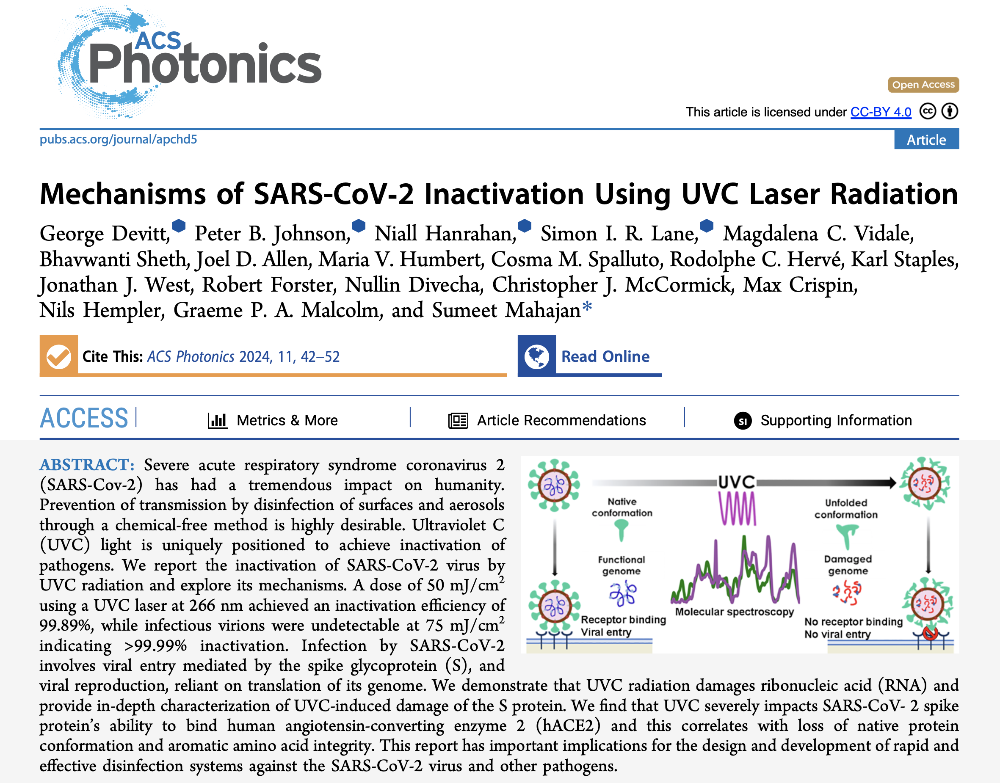 ACS
Photonics
Open Access
This article is licensed under CC-BY 4.0
cc
pubs.acs.org/journal/apchd5
Article
Mechanisms of SARS-CoV-2 Inactivation Using UVC Laser Radiation
George Devitt, Peter B. Johnson, Niall Hanrahan, Simon I. R. Lane, Magdalena C. Vidale,
Bhavwanti Sheth, Joel D. Allen, Maria V. Humbert, Cosma M. Spalluto, Rodolphe C. Hervé, Karl Staples,
Jonathan J. West, Robert Forster, Nullin Divecha, Christopher J. McCormick, Max Crispin,
Nils Hempler, Graeme P. A. Malcolm, and Sumeet Mahajan*
Cite This: ACS Photonics 2024, 11, 42–52
Read Online
ACCESS
Metrics & More
Article Recommendations
SI Supporting Information
ABSTRACT: Severe acute respiratory syndrome coronavirus 2
(SARS-Cov-2) has had a tremendous impact on humanity.
Prevention of transmission by disinfection of surfaces and aerosols
through a chemical-free method is highly desirable. Ultraviolet C
(UVC) light is uniquely positioned to achieve inactivation of
pathogens. We report the inactivation of SARS-CoV-2 virus by
UVC radiation and explore its mechanisms. A dose of 50 mJ/cm²
using a UVC laser at 266 nm achieved an inactivation efficiency of
99.89%, while infectious virions were undetectable at 75 mJ/cm²
indicating >99.99% inactivation. Infection by SARS-CoV-2
involves viral entry mediated by the spike glycoprotein (S), and
viral reproduction, reliant on translation of its genome. We demonstrate that UVC radiation damages ribonucleic acid (RNA) and
provide in-depth characterization of UVC-induced damage of the S protein. We find that UVC severely impacts SARS-CoV- 2 spike
protein's ability to bind human angiotensin-converting enzyme 2 (hACE2) and this correlates with loss of native protein
conformation and aromatic amino acid integrity. This report has important implications for the design and development of rapid and
effective disinfection systems against the SARS-CoV-2 virus and other pathogens.
UVC
Native
conformation
Unfolded
conformation
Functional
genome
Damaged
genome
Molecular spectroscopy
Receptor binding
Viral entry
No receptor binding
No viral entry